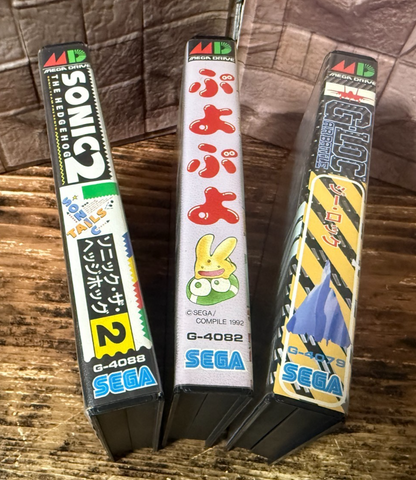 MD
MEGA DRIVE
SONIC 2
THE HEDGEHOG
SONIC
TAILS
ソニック・ザ・
ヘッジホッグ
2
G-4088
SEGA
MD
MEGA DRIVE
ぷよぷよ
©SEGA/
COMPILE 1992
G-4082
SEGA
MD
MEGA DRIVE
G-LOC
ジーロック
G-4079
SEGA